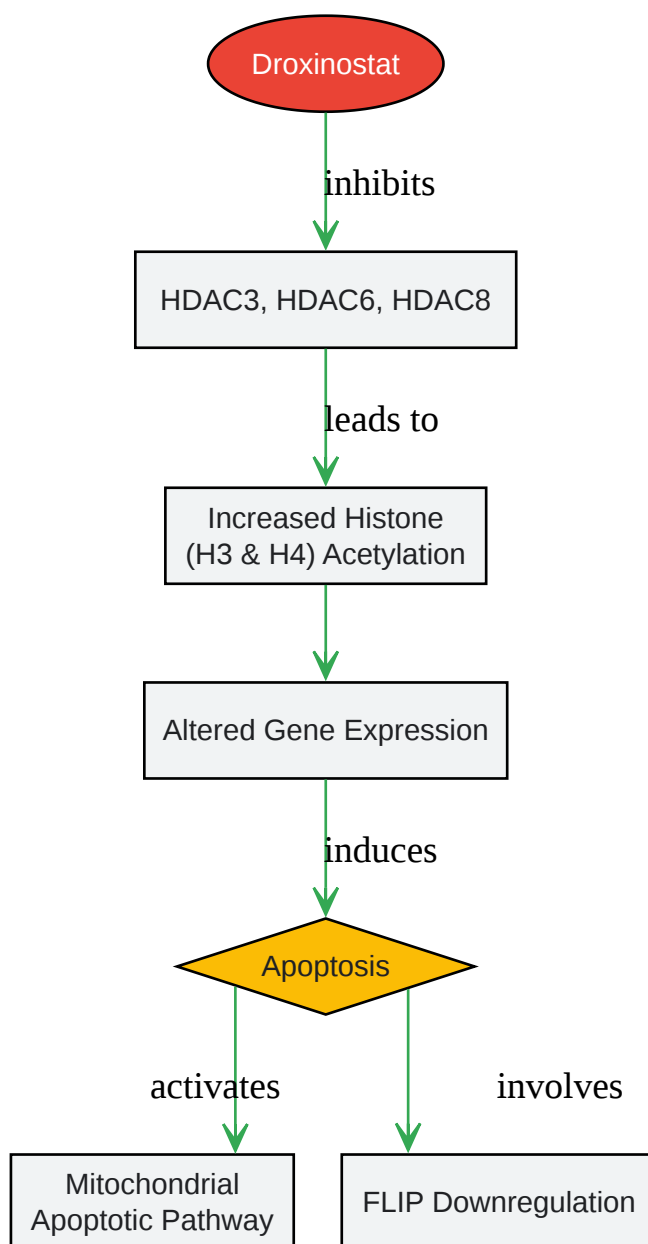 Droxinostat
inhibits
HDAC3, HDAC6, HDAC8
leads to
Increased Histone
(H3 & H4) Acetylation
Altered Gene Expression
induces
Apoptosis
activates
involves
Mitochondrial
Apoptotic Pathway
FLIP Downregulation